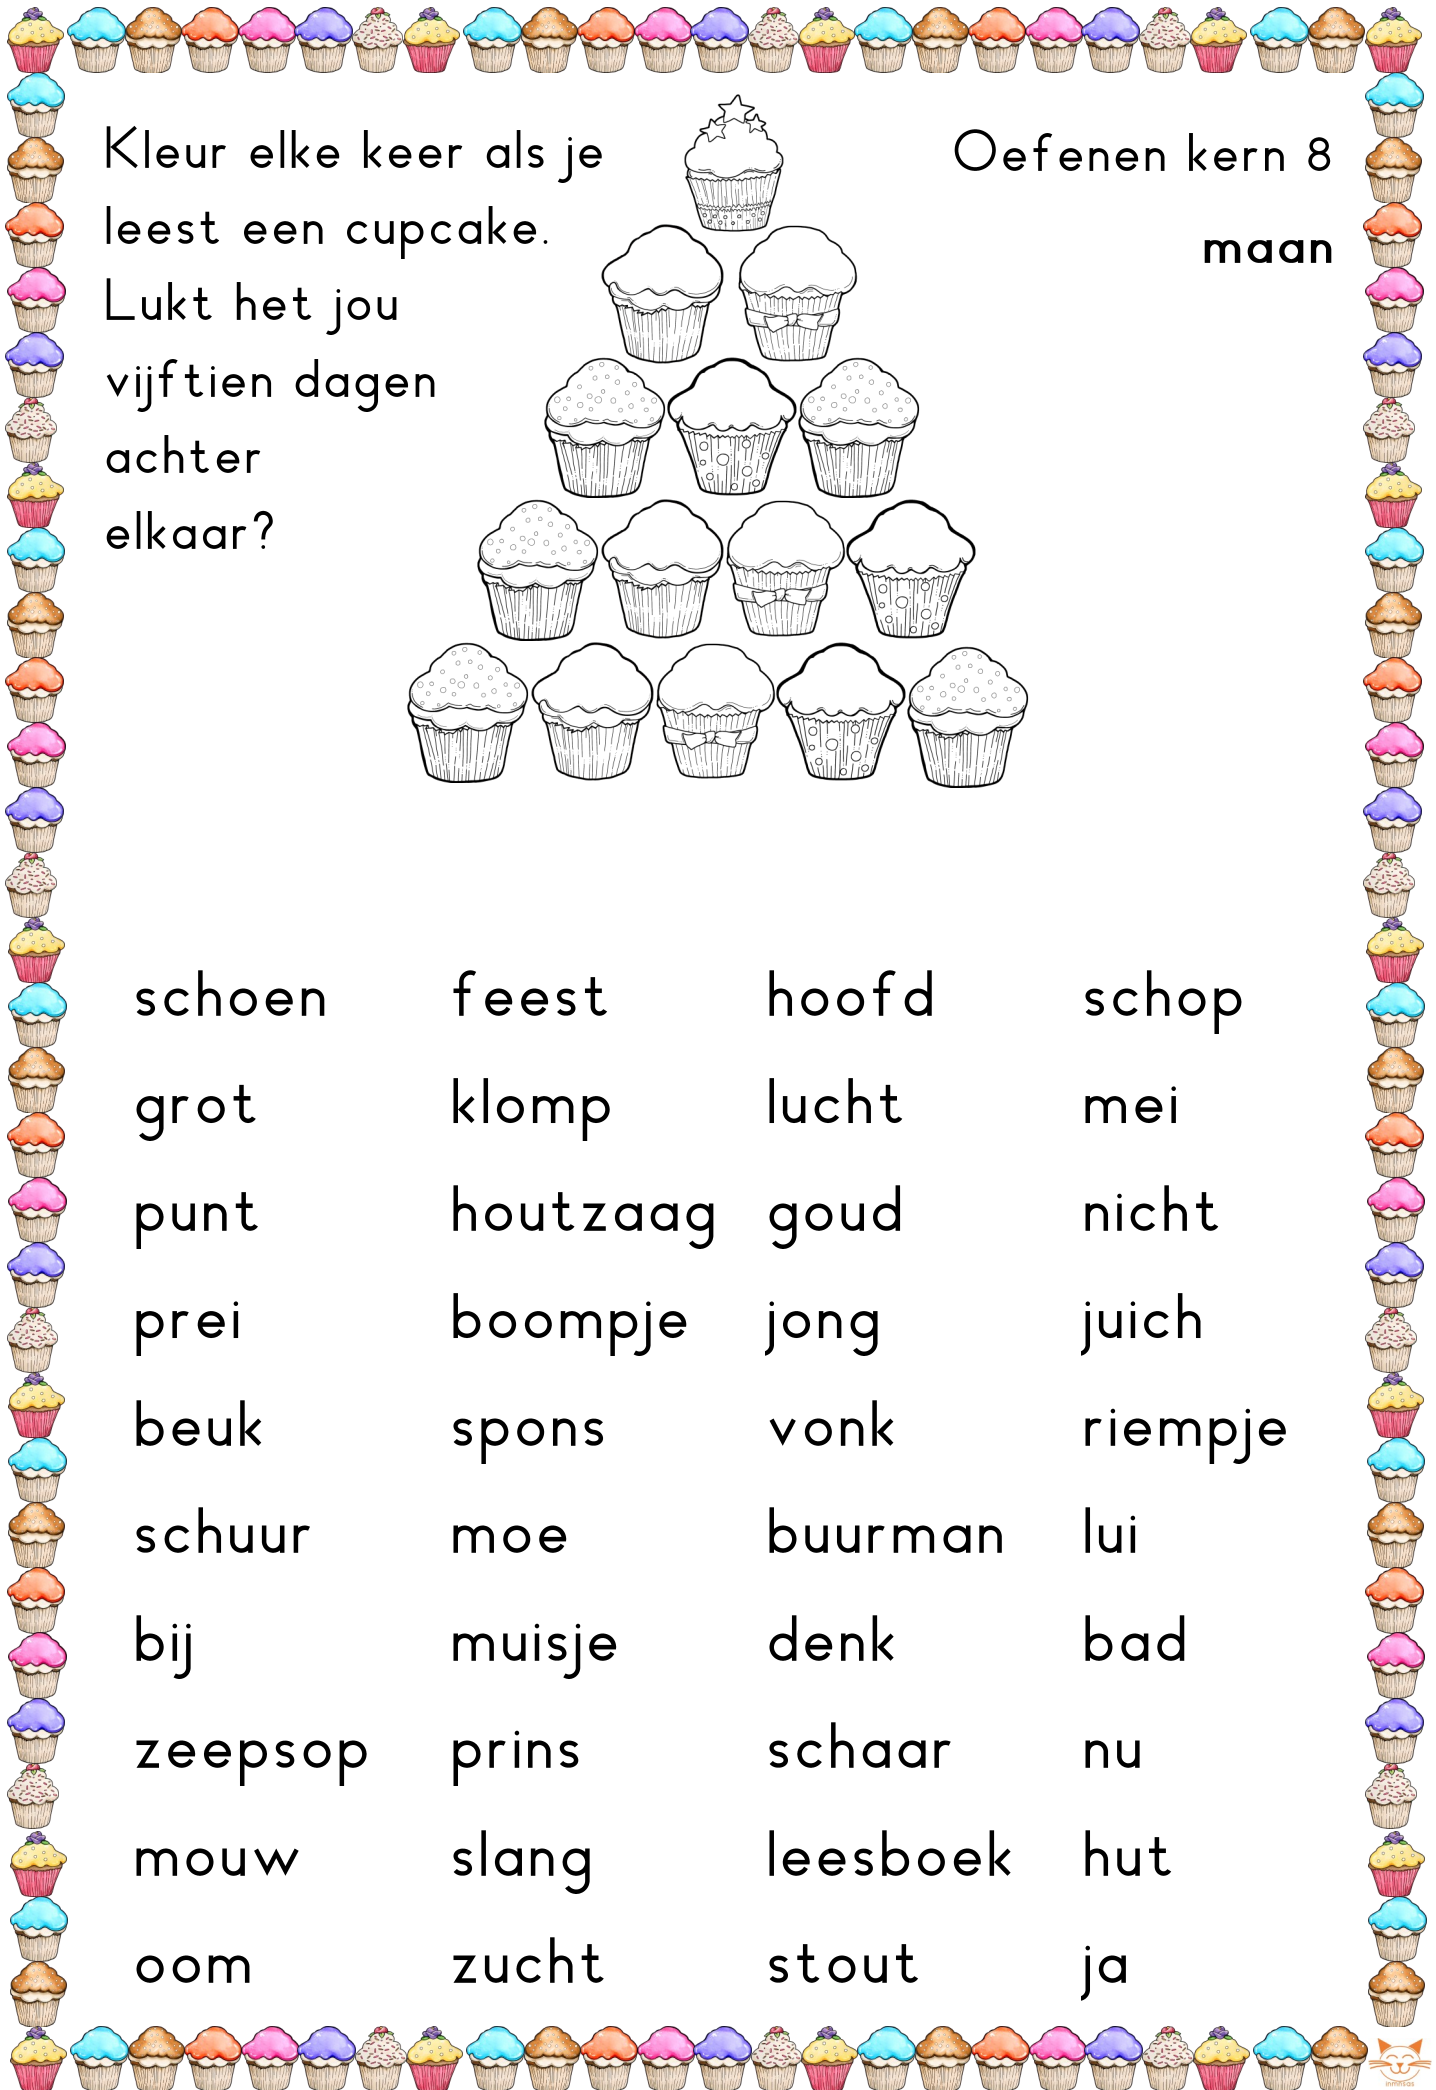 Kleur elke keer als je
leest een cupcake.
Lukt het jou
vijftien dagen
achter
elkaar?
Oefenen kern 8
maan
schoen feest hoofd schop
grot klomp lucht mei
punt houtzaag goud nicht
prei boompje jong juich
beuk spons vonk riempje
schuur moe buurman lui
bij muisje denk bad
zeepsop prins schaar nu
mouw slang leesboek hut
oom zucht stout ja